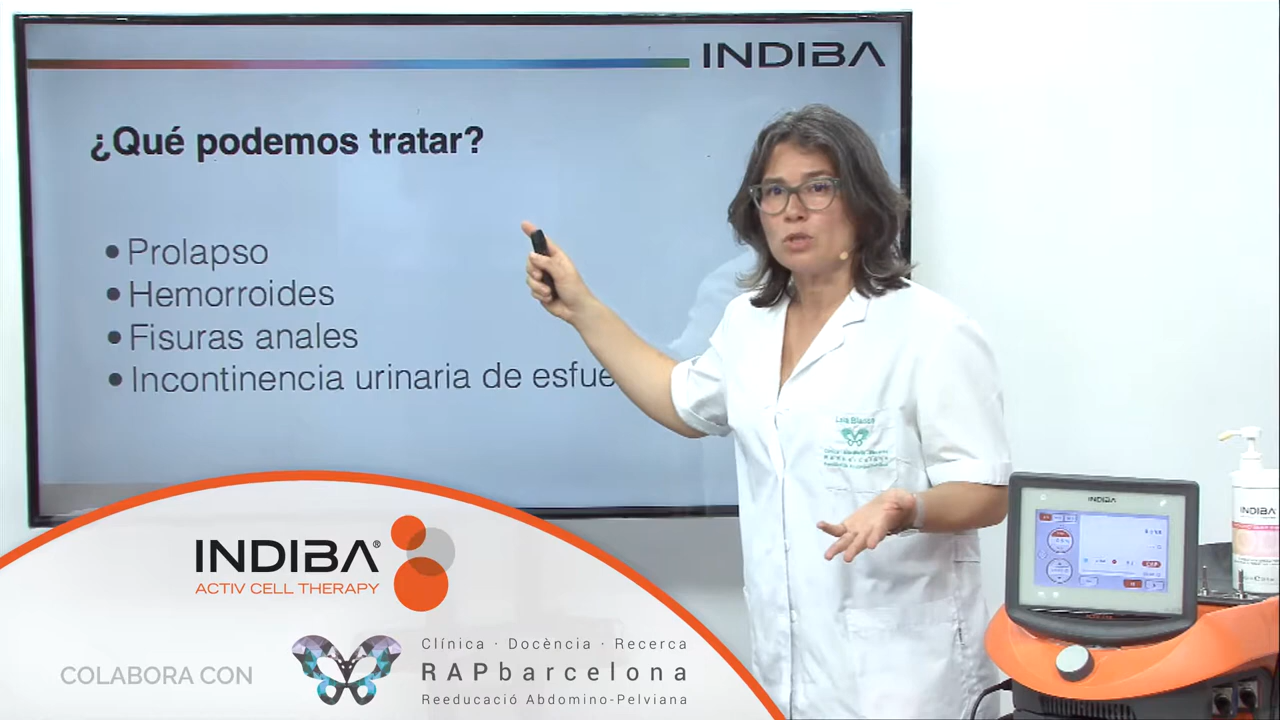 INDIBA
¿Qué podemos tratar?
• Prolapso
• Hemorroides
• Fisuras anales
• Incontinencia urinaria de esfue
INDIBA®
ACTIV CELL THERAPY
COLABORA CON
Clínica · Docència · Recerca
RAPbarcelona
Reeducació Abdomino-Pelviana
INDIBA
INDIBA